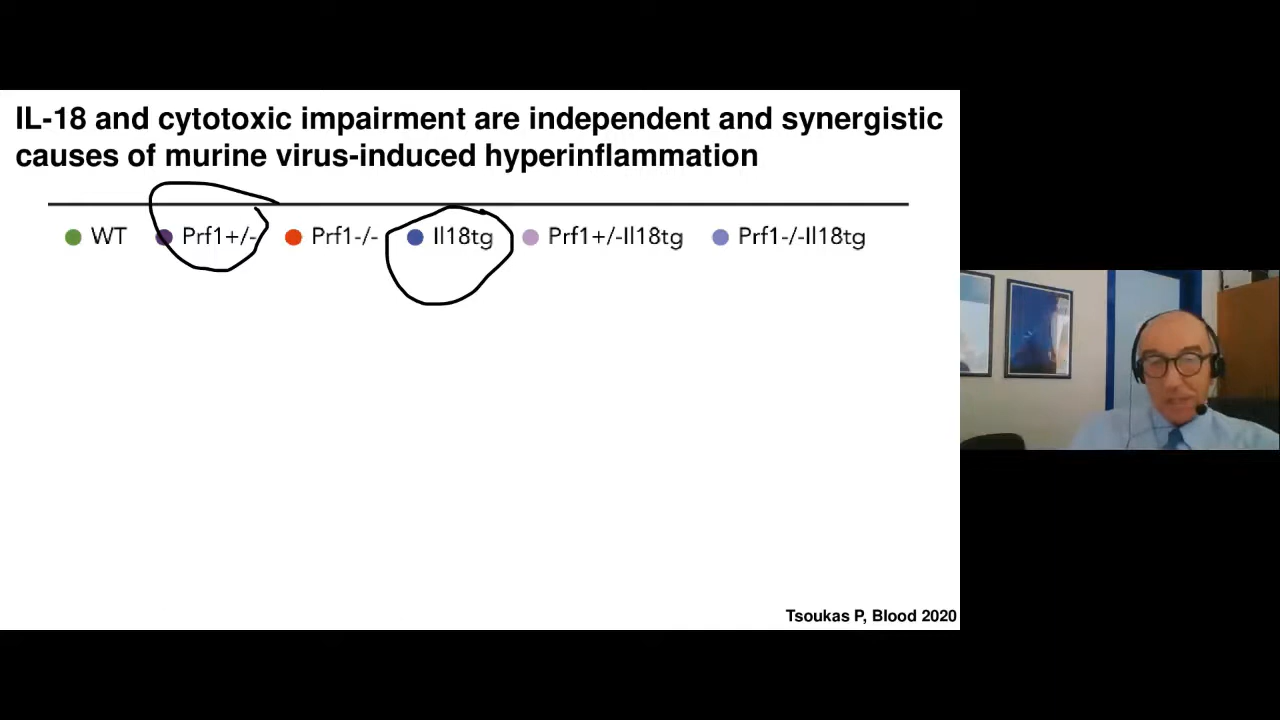 IL-18 and cytotoxic impairment are independent and synergistic
causes of murine virus-induced hyperinflammation
WT Prf1+/- Prf1-/- Il18tg Prf1+/-Il18tg Prf1-/-Il18tg
Tsoukas P, Blood 2020